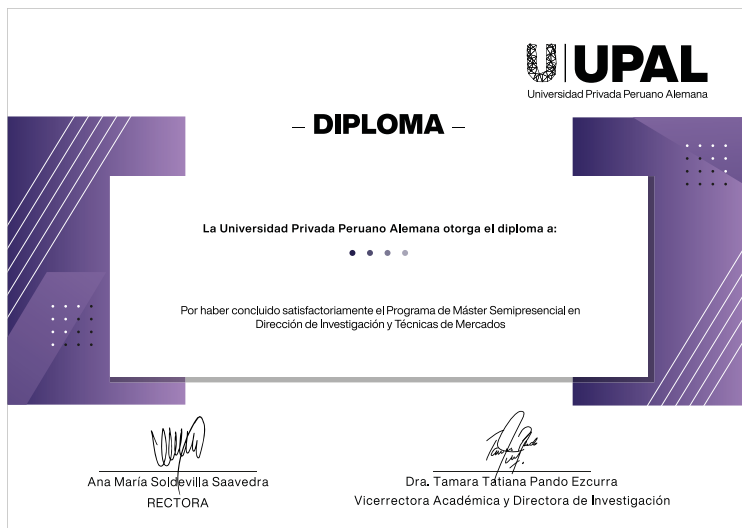 UPAL
Universidad Privada Peruano Alemana
– DIPLOMA –
La Universidad Privada Peruano Alemana otorga el diploma a:
Por haber concluido satisfactoriamente el Programa de Máster Semipresencial en
Dirección de Investigación y Técnicas de Mercados
Ana María Soldevilla Saavedra
RECTORA
Dra. Tamara Tatiana Pando Ezcurra
Vicerrectora Académica y Directora de Investigación